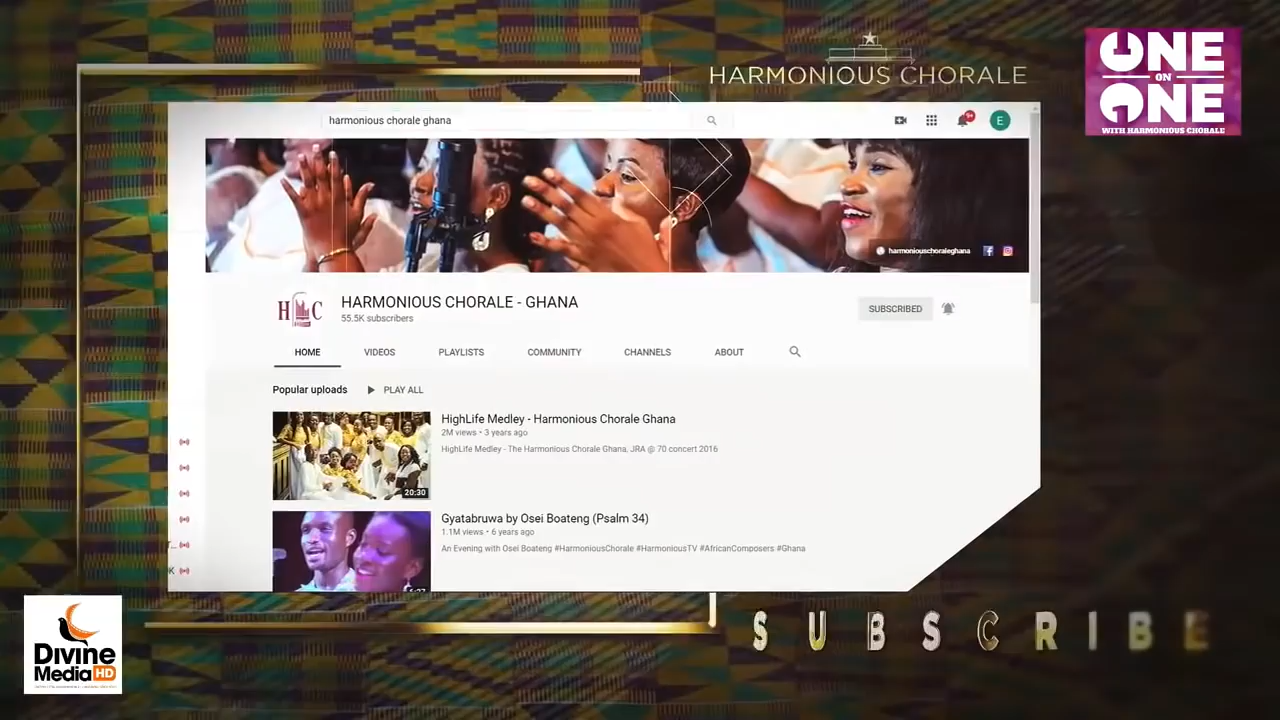 HARMONIOUS CHORALE
ONE
ON
ONE
WITH HARMONIOUS CHORALE
harmonious chorale ghana
9+
E
harmoniouschoraleghana
H C
HARMONIOUS CHORALE - GHANA
55.5K subscribers
SUBSCRIBED
HOME VIDEOS PLAYLISTS COMMUNITY CHANNELS ABOUT
Popular uploads PLAY ALL
HighLife Medley - Harmonious Chorale Ghana
2M views • 3 years ago
HighLife Medley - The Harmonious Chorale Ghana, JRA @ 70 concert 2016
20:30
Gyatabruwa by Osei Boateng (Psalm 34)
1.1M views • 6 years ago
An Evening with Osei Boateng #HarmoniousChorale #HarmoniousTV #AfricanComposers #Ghana
K
SUBSCRIBE
Divine
Media HD